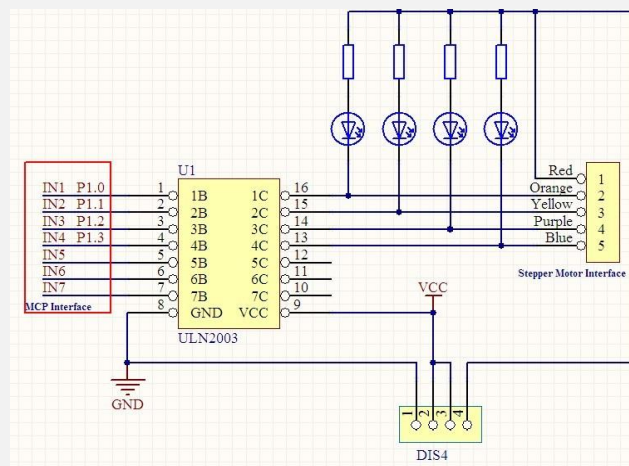 U1
IN1 P1.0 1 1B 1C 16
IN2 P1.1 2 2B 2C 15
IN3 P1.2 3 3B 3C 14
IN4 P1.3 4 4B 4C 13
IN5 5 5B 5C 12
IN6 6 6B 6C 11
IN7 7 7B 7C 10
MCP Interface 8 GND VCC 9
ULN2003
Red 1
Orange 2
Yellow 3
Purple 4
Blue 5
Stepper Motor Interface
VCC
GND
1 2 3 4
DIS4